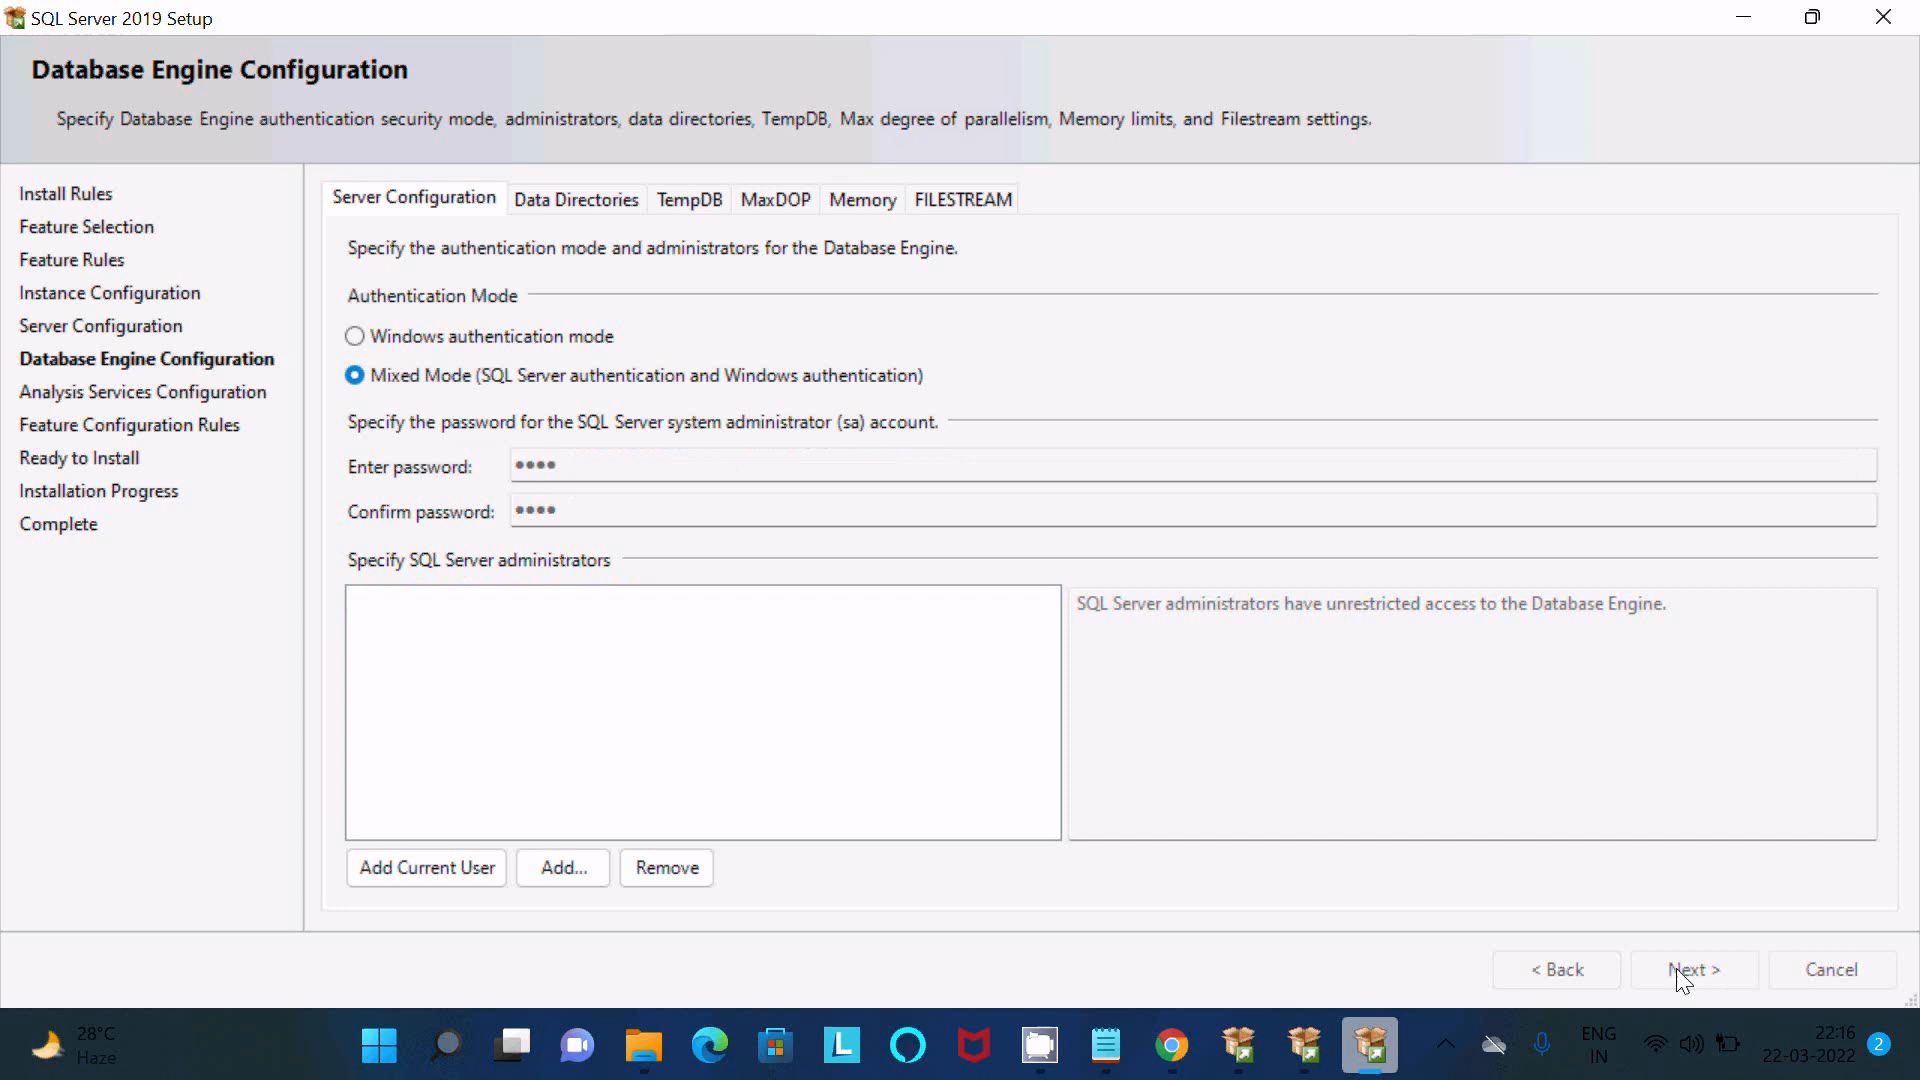 SQL Server 2019 Setup
Database Engine Configuration
Specify Database Engine authentication security mode, administrators, data directories, TempDB, Max degree of parallelism, Memory limits, and Filestream settings.
Install Rules
Feature Selection
Feature Rules
Instance Configuration
Server Configuration
Database Engine Configuration
Analysis Services Configuration
Feature Configuration Rules
Ready to Install
Installation Progress
Complete
Server Configuration Data Directories TempDB MaxDOP Memory FILESTREAM
Specify the authentication mode and administrators for the Database Engine.
Authentication Mode
Windows authentication mode
Mixed Mode (SQL Server authentication and Windows authentication)
Specify the password for the SQL Server system administrator (sa) account.
Enter password: ●●●●
Confirm password: ●●●●
Specify SQL Server administrators
SQL Server administrators have unrestricted access to the Database Engine.
Add Current User Add... Remove
< Back Next > Cancel
28°C
Haze
L
ENG
IN
22:16
22-03-2022
2